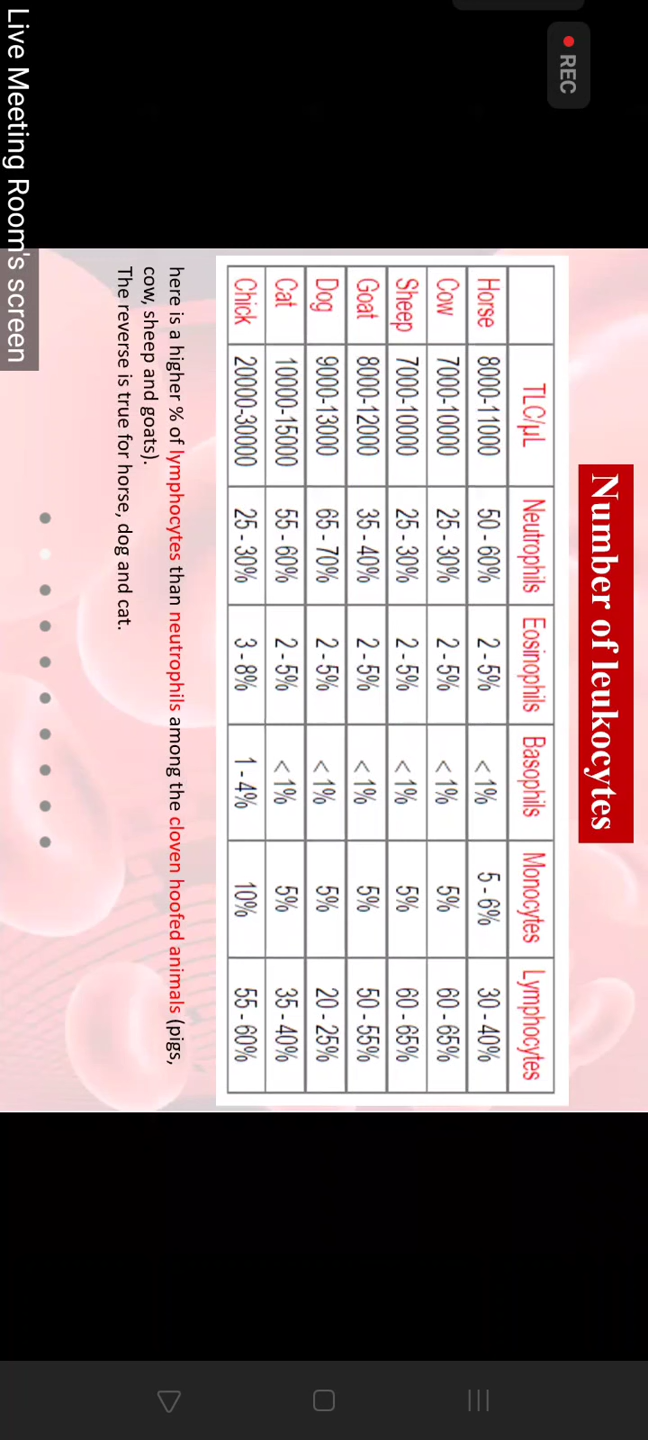 REC
Number of leukocytes
TLC/µL Neutrophils Eosinophils Basophils Monocytes Lymphocytes
Horse 8000-11000 50 - 60% 2 - 5% < 1% 5 - 6% 30 - 40%
Cow 7000-10000 25 - 30% 2 - 5% < 1% 5% 60 - 65%
Sheep 7000-10000 25 - 30% 2 - 5% < 1% 5% 60 - 65%
Goat 8000-12000 35 - 40% 2 - 5% < 1% 5% 50 - 55%
Dog 9000-13000 65 - 70% 2 - 5% < 1% 5% 20 - 25%
Cat 10000-15000 55 - 60% 2 - 5% < 1% 5% 35 - 40%
Chick 20000-30000 25 - 30% 3 - 8% 1 - 4% 10% 55 - 60%
here is a higher % of lymphocytes than neutrophils among the cloven hoofed animals (pigs,
cow, sheep and goats).
The reverse is true for horse, dog and cat.
Live Meeting Room's screen